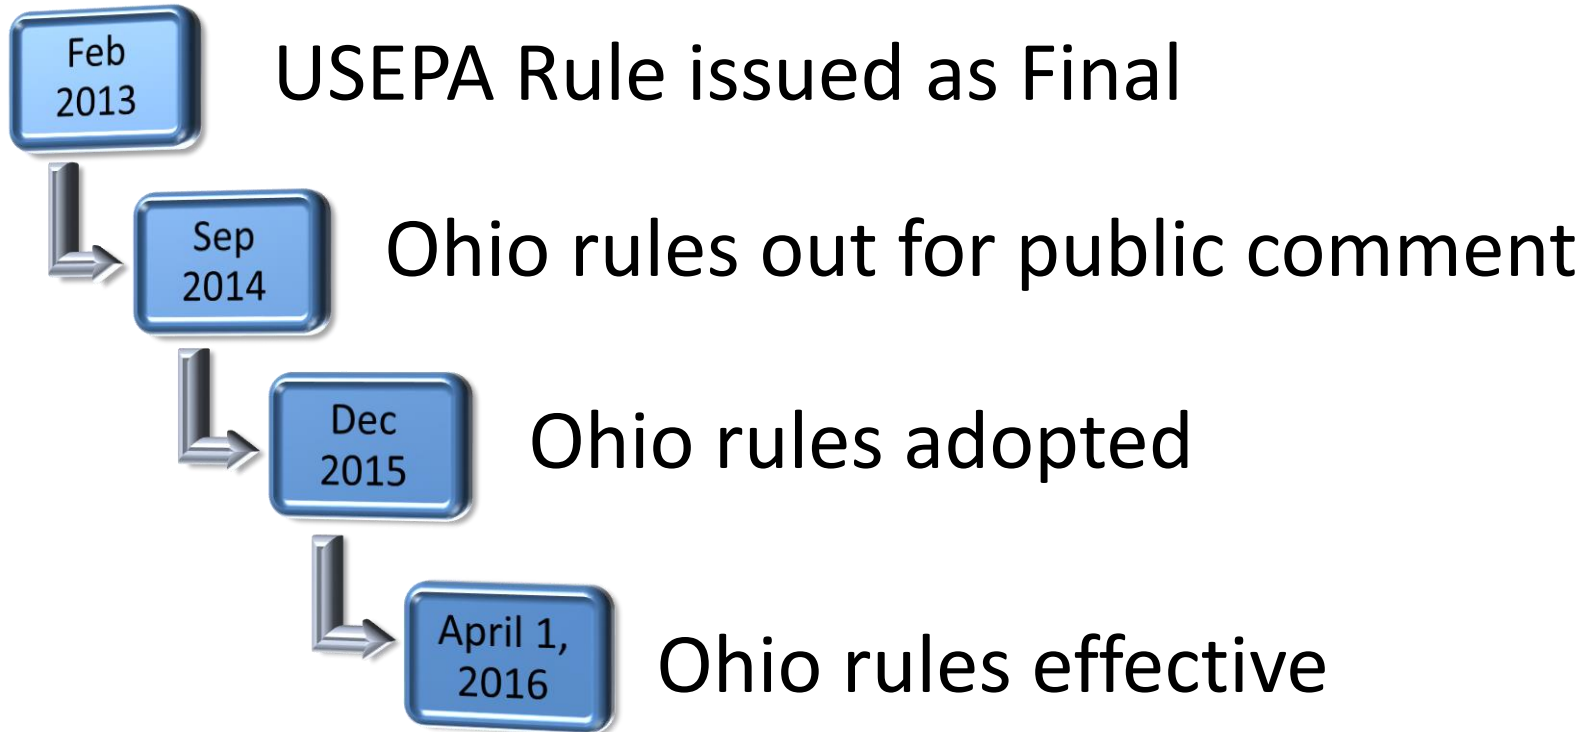 Feb
2013
USEPA Rule issued as Final
Sep
2014
Ohio rules out for public comment
Dec
2015
Ohio rules adopted
April 1,
2016
Ohio rules effective